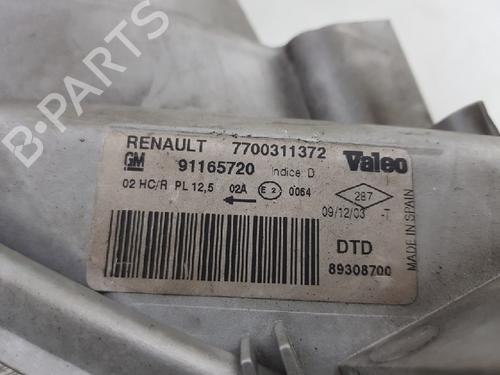 B-PARTS
RENAULT 7700311372 Valeo
GM 91165720 Indice: D
02 HC/R PL 12,5 02A E2 0064
287
09/12/03 -T
MADE IN SPAIN
DTD
89308700